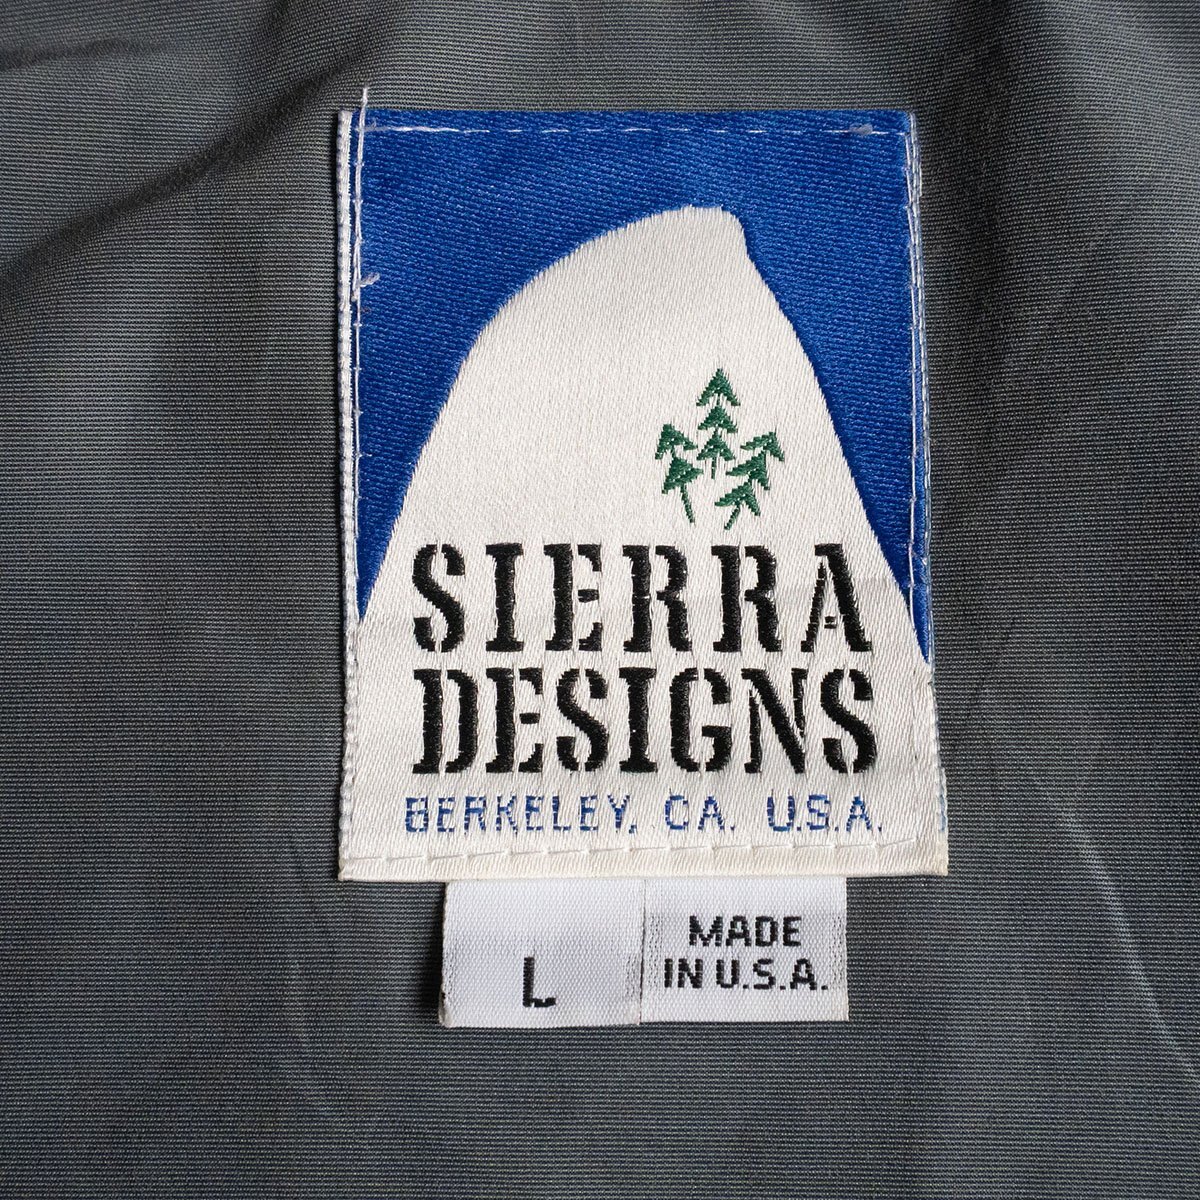 SIERRA
DESIGNS
BERKELEY, CA. U.S.A.
L
MADE
IN U.S.A.